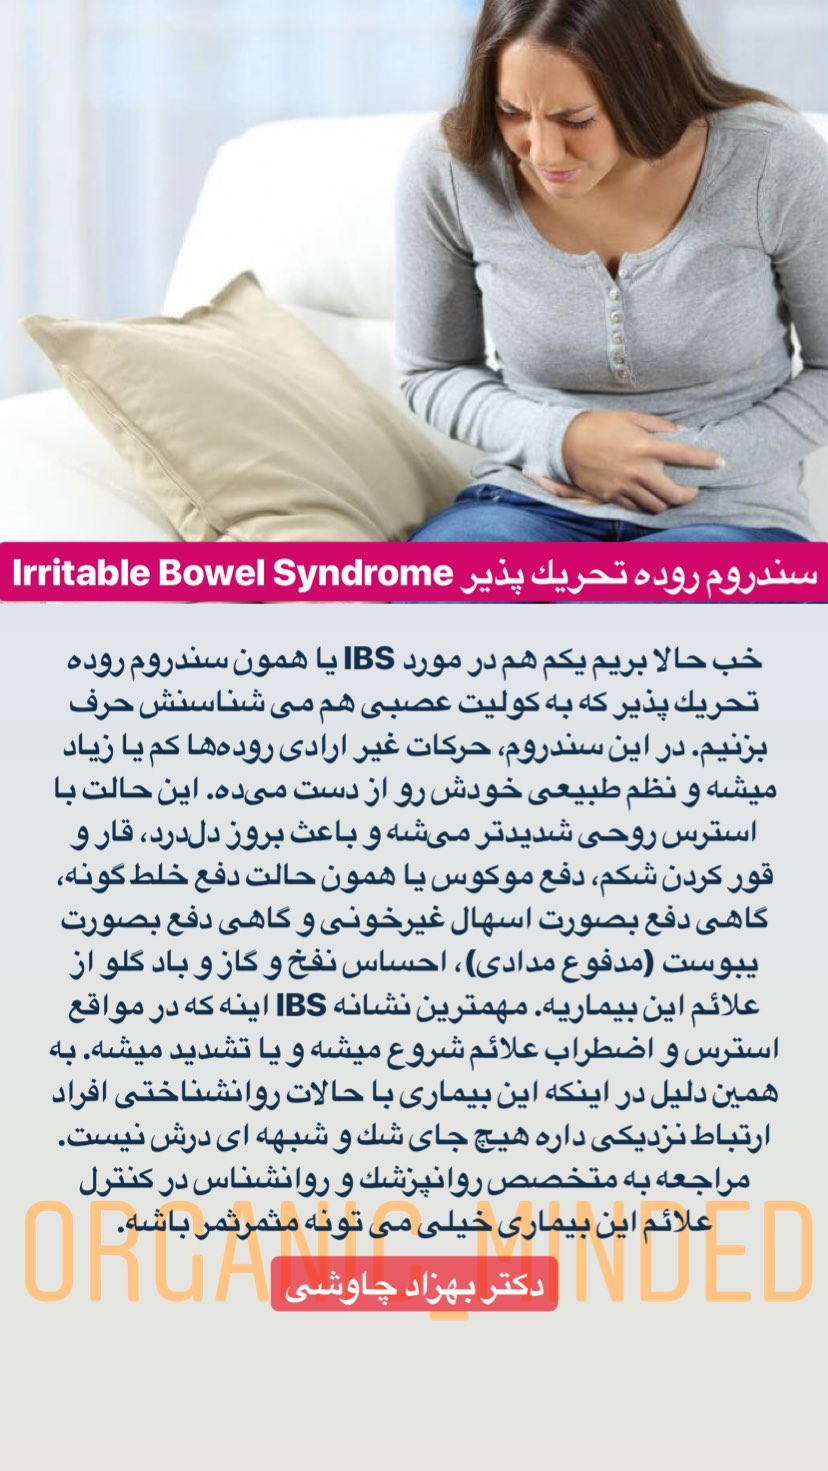 سندروم روده تحریك پذیر Irritable Bowel Syndrome
خب حالا بریم یکم هم در مورد IBS یا همون سندروم روده
تحریك پذیر که به کولیت عصبی هم می شناسنش حرف
بزنیم. در این سندروم، حرکات غیر ارادی روده‌ها کم یا زیاد
میشه و نظم طبیعی خودش رو از دست می‌ده. این حالت با
استرس روحی شدیدتر می‌شه و باعث بروز دل‌درد، قار و
قور کردن شکم، دفع موکوس یا همون حالت دفع خلط گونه،
گاهی دفع بصورت اسهال غیرخونی و گاهی دفع بصورت
یبوست (مدفوع مدادی)، احساس نفخ و گاز و باد گلو از
علائم این بیماریه. مهمترین نشانه IBS اینه که در مواقع
استرس و اضطراب علائم شروع میشه و یا تشدید میشه. به
همین دلیل در اینکه این بیماری با حالات روانشناختی افراد
ارتباط نزدیکی داره هیچ جای شك و شبهه ای درش نیست.
مراجعه به متخصص روانپزشك و روانشناس در کنترل
علائم این بیماری خیلی می تونه مثمرثمر باشه.
ORGANIC_MINDED
دکتر بهزاد چاوشی